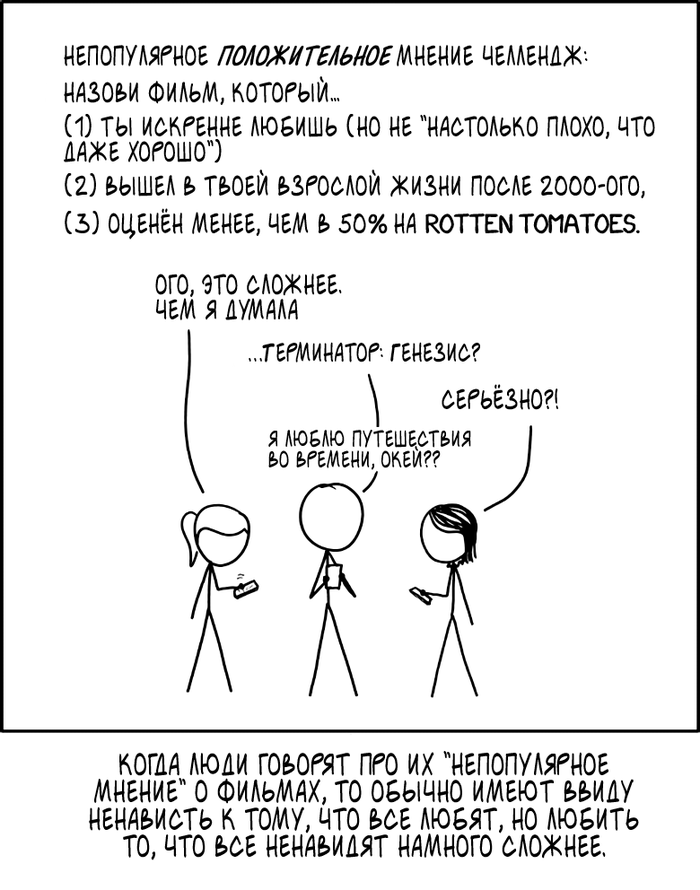 НЕПОПУЛЯРНОЕ ПОЛОЖИТЕЛЬНОЕ МНЕНИЕ ЧЕЛЛЕНДЖ:
НАЗОВИ ФИЛЬМ, КОТОРЫЙ...
(1) ТЫ ИСКРЕННЕ ЛЮБИШЬ (НО НЕ "НАСТОЛЬКО ПЛОХО, ЧТО
ДАЖЕ ХОРОШО")
(2) ВЫШЕЛ В ТВОЕЙ ВЗРОСЛОЙ ЖИЗНИ ПОСЛЕ 2000-ОГО,
(3) ОЦЕНЁН МЕНЕЕ, ЧЕМ В 50% НА ROTTEN TOMATOES.
ОГО, ЭТО СЛОЖНЕЕ.
ЧЕМ Я ДУМАЛА
...ТЕРМИНАТОР: ГЕНЕЗИС?
СЕРЬЁЗНО?!
Я ЛЮБЛЮ ПУТЕШЕСТВИЯ
ВО ВРЕМЕНИ, ОКЕЙ??
КОГДА ЛЮДИ ГОВОРЯТ ПРО ИХ "НЕПОПУЛЯРНОЕ
МНЕНИЕ" О ФИЛЬМАХ, ТО ОБЫЧНО ИМЕЮТ ВВИДУ
НЕНАВИСТЬ К ТОМУ, ЧТО ВСЕ ЛЮБЯТ, НО ЛЮБИТЬ
ТО, ЧТО ВСЕ НЕНАВИДЯТ НАМНОГО СЛОЖНЕЕ.